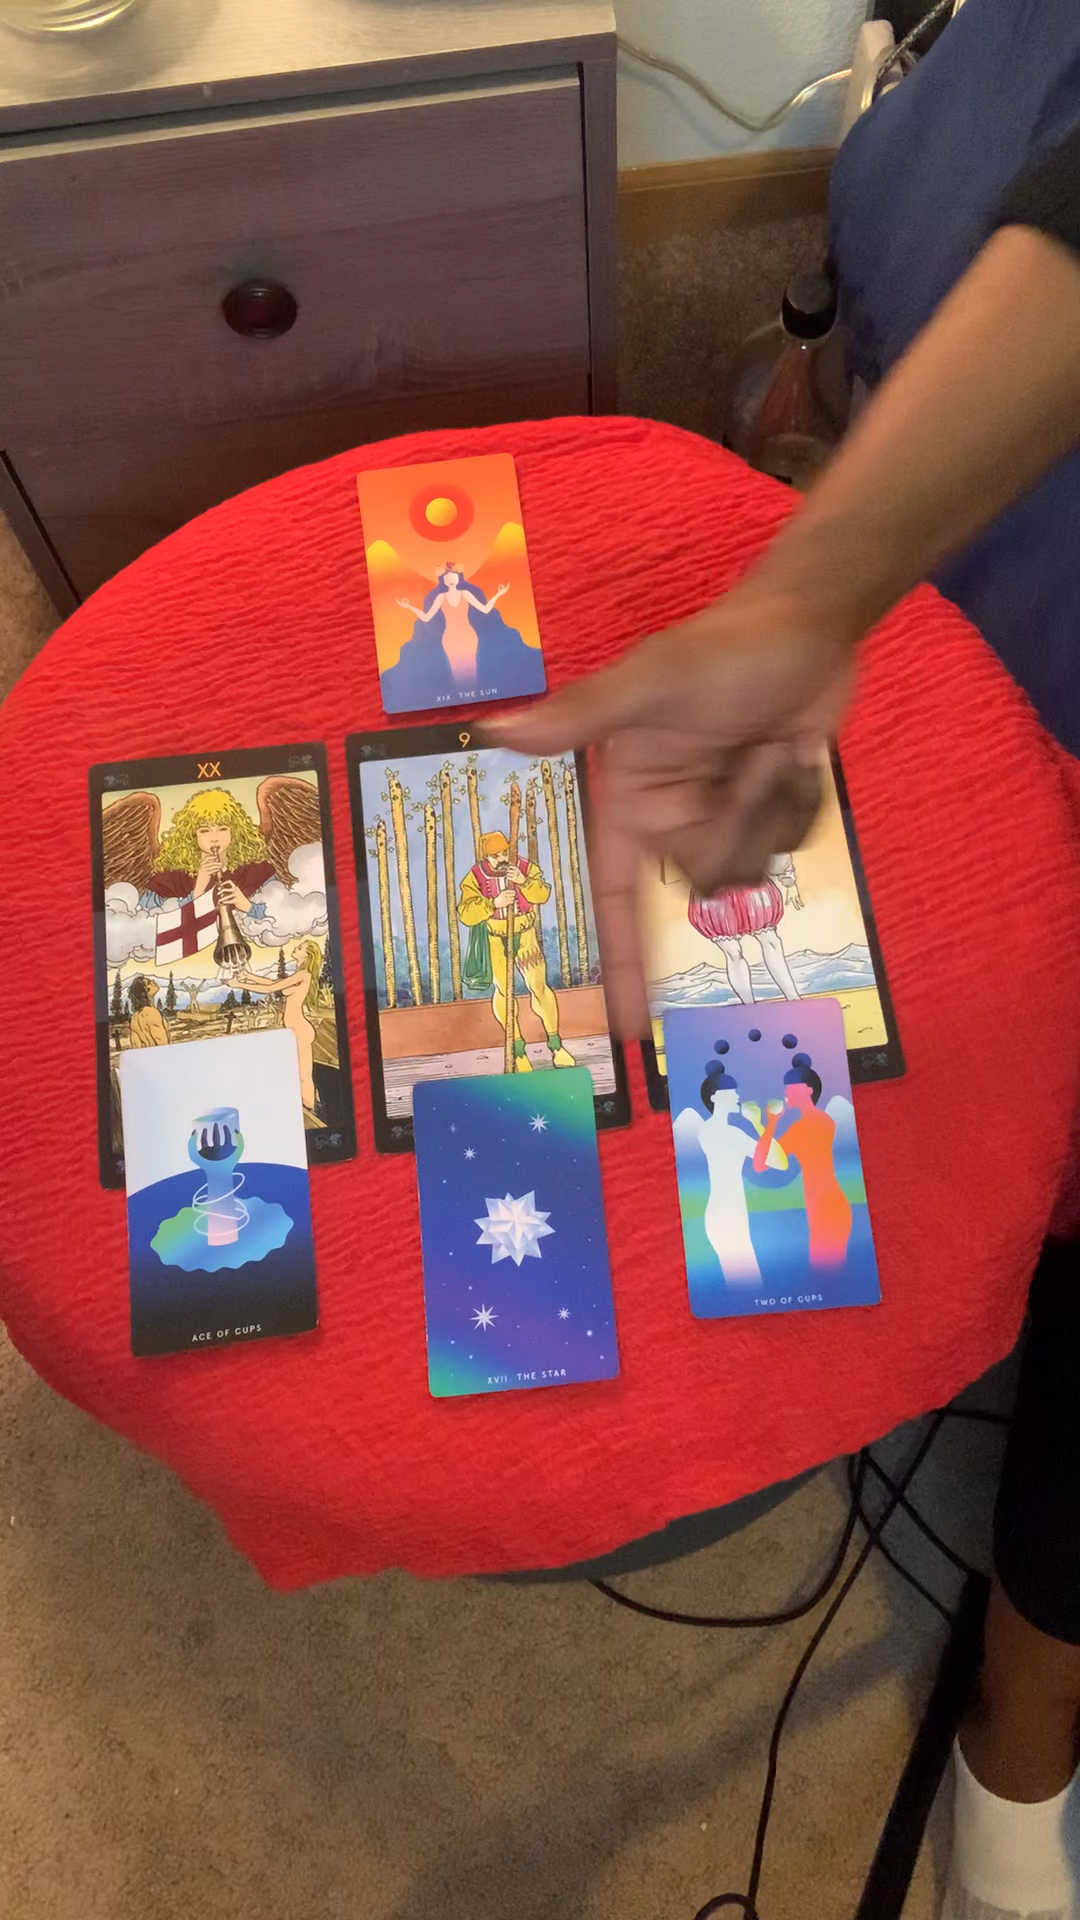 XIX THE SUN
XX
9
ACE OF CUPS
XVII. THE STAR
TWO OF CUPS